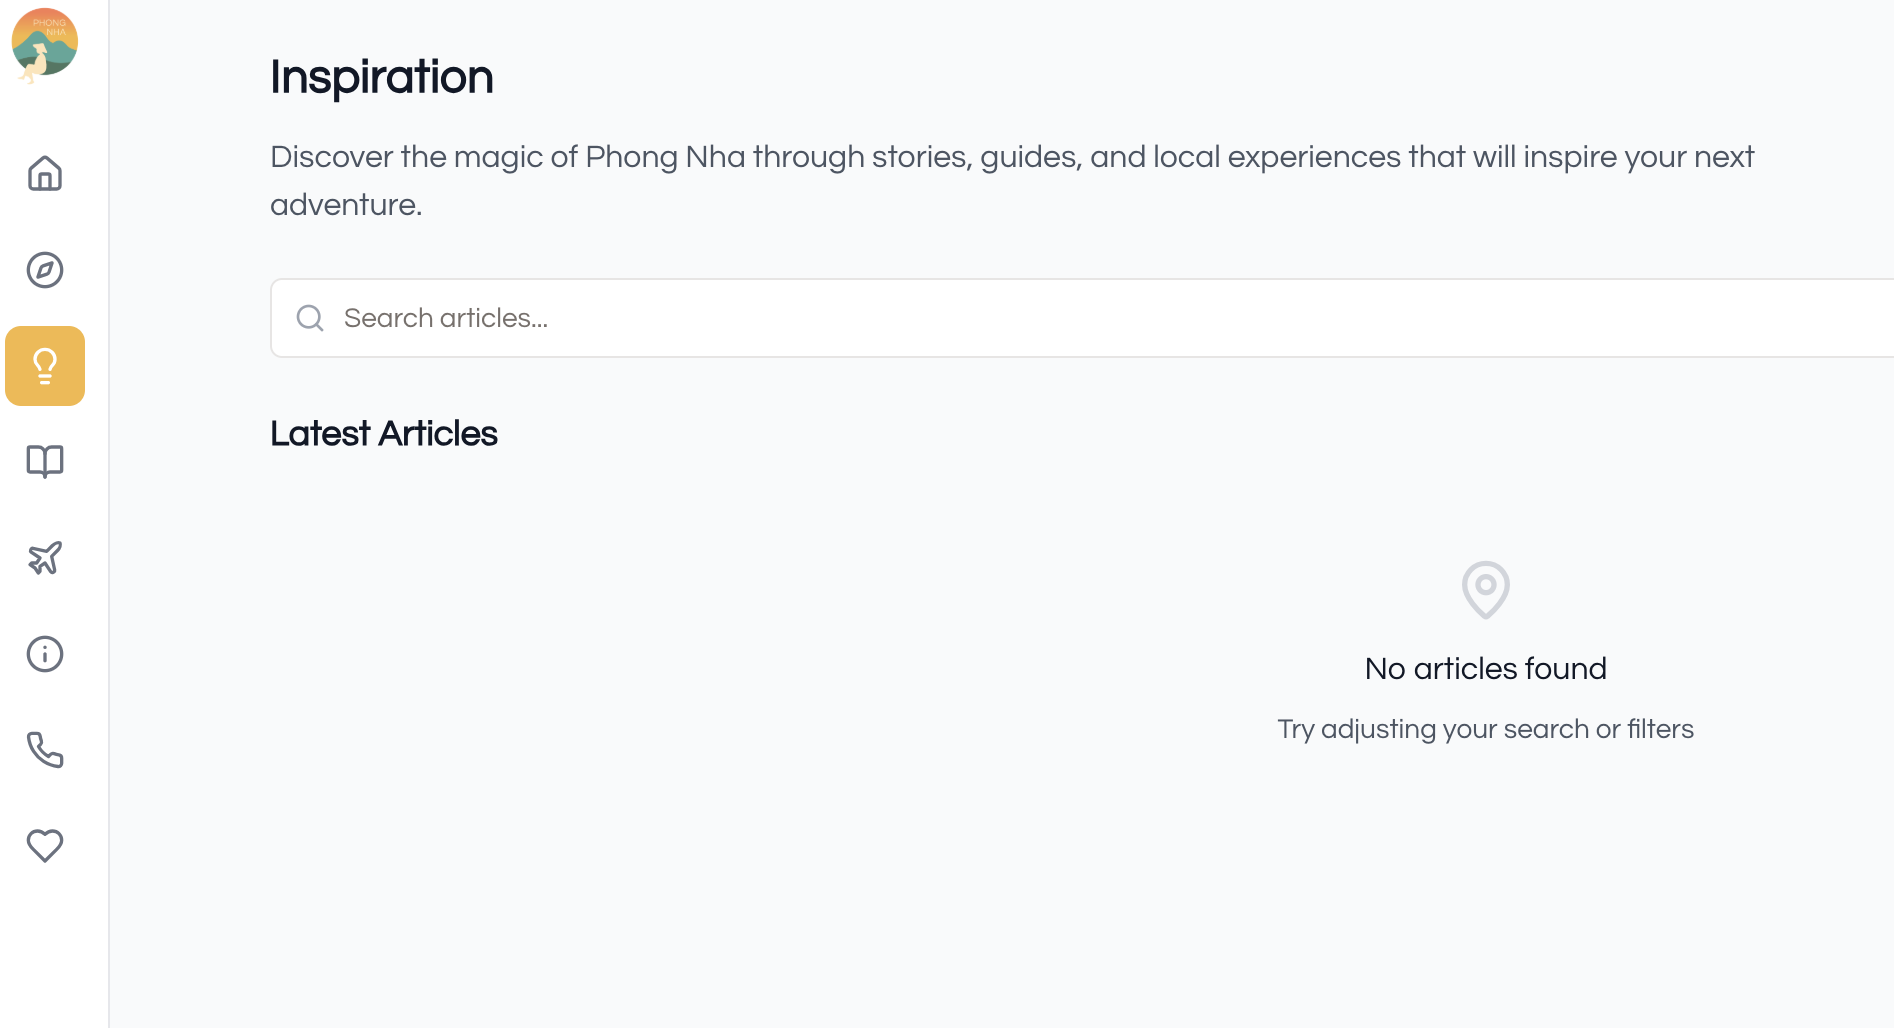 PHONG
NHA
Inspiration
Discover the magic of Phong Nha through stories, guides, and local experiences that will inspire your next
adventure.
Search articles...
Latest Articles
No articles found
Try adjusting your search or filters